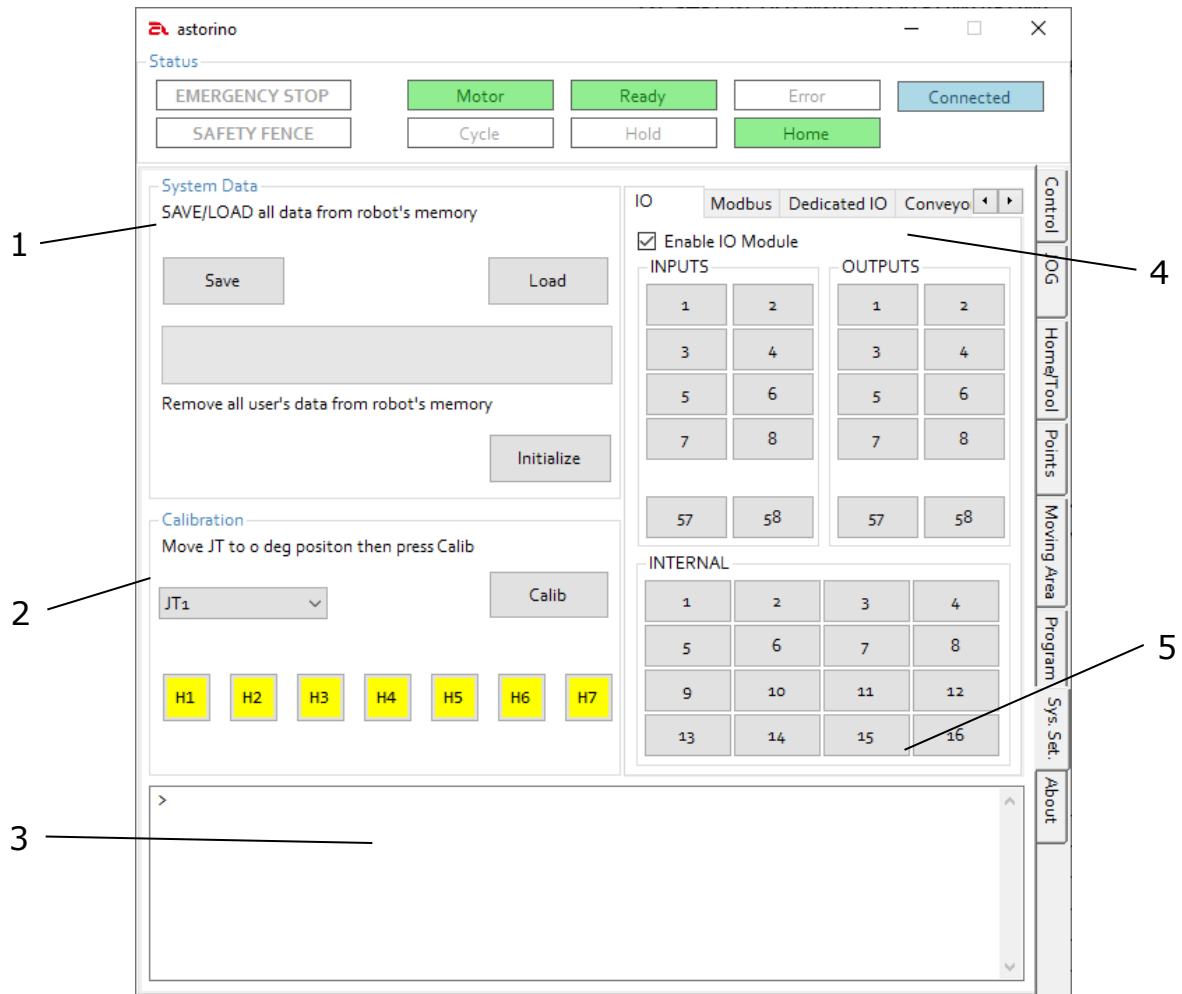 astorino
Status
EMERGENCY STOP Motor Ready Error Connected
SAFETY FENCE Cycle Hold Home
System Data
SAVE/LOAD all data from robot's memory
Save Load
Remove all user's data from robot's memory
Initialize
Calibration
Move JT to 0 deg positon then press Calib
JT1 Calib
H1 H2 H3 H4 H5 H6 H7
>
IO Modbus Dedicated IO Conveyo
Enable IO Module
INPUTS OUTPUTS
1 2 1 2
3 4 3 4
5 6 5 6
7 8 7 8
57 58 57 58
INTERNAL
1 2 3 4
5 6 7 8
9 10 11 12
13 14 15 16
Control
JOG
Home/Tool
Points
Moving Area
Program
Sys. Set.
About
1
2
3
4
5